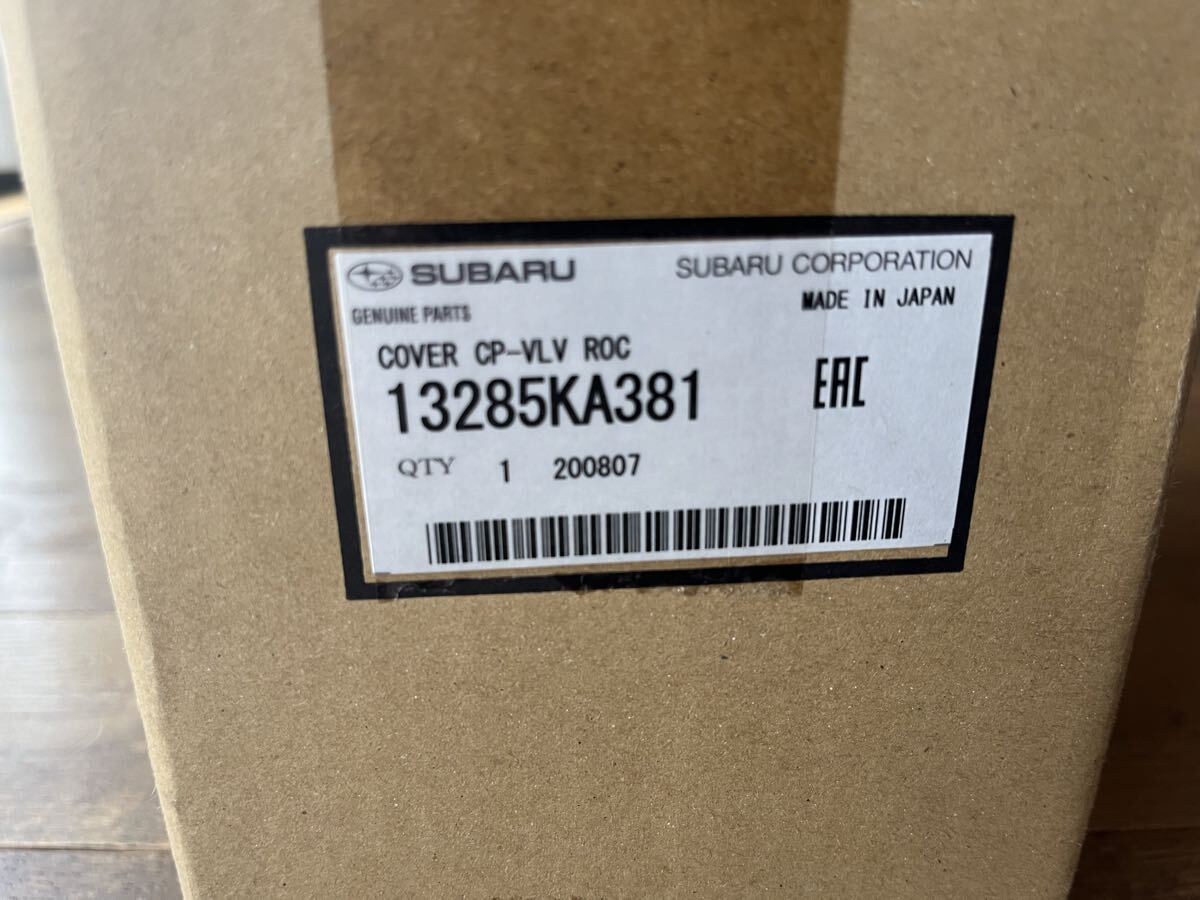 SUBARU
SUBARU CORPORATION
GENUINE PARTS
MADE IN JAPAN
COVER CP-VLV ROC
13285KA381
EAC
QTY 1 200807